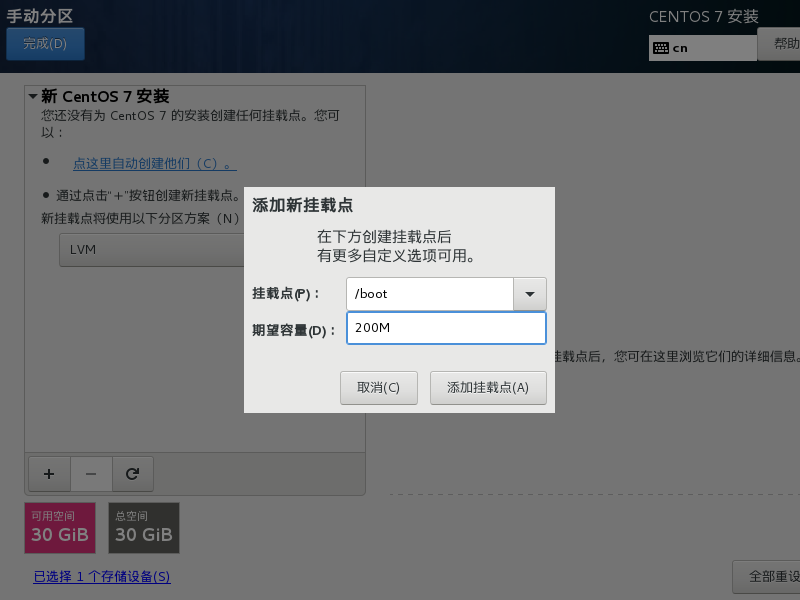 手动分区
完成(D)
CENTOS 7 安装
cn
帮助
新 CentOS 7 安装
您还没有为 CentOS 7 的安装创建任何挂载点。您可
以：
点这里自动创建他们（C）。
通过点击“+”按钮创建新挂载点。
新挂载点将使用以下分区方案（N）
LVM
添加新挂载点
在下方创建挂载点后
有更多自定义选项可用。
挂载点(P)：
/boot
期望容量(D)：
200M
取消(C)
添加挂载点(A)
挂载点后，您可在这里浏览它们的详细信息。
+
−
可用空间
30 GiB
总空间
30 GiB
已选择 1 个存储设备(S)
全部重设